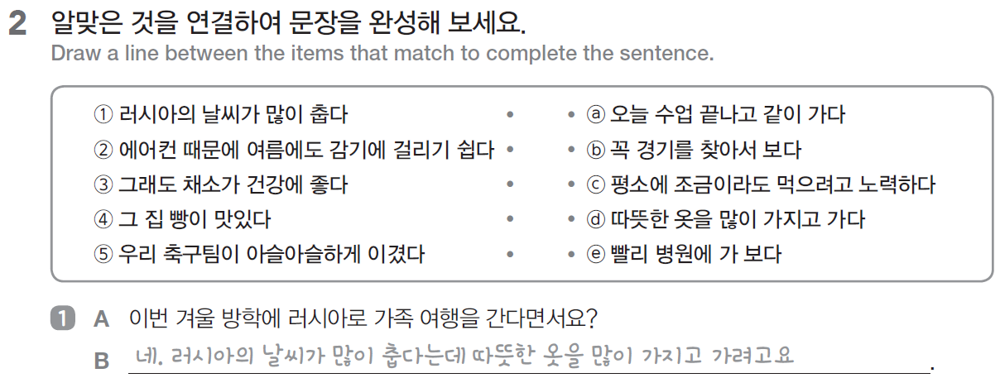 2 알맞은 것을 연결하여 문장을 완성해 보세요.
Draw a line between the items that match to complete the sentence.
① 러시아의 날씨가 많이 춥다 • • ⓐ 오늘 수업 끝나고 같이 가다
② 에어컨 때문에 여름에도 감기에 걸리기 쉽다 • • ⓑ 꼭 경기를 찾아서 보다
③ 그래도 채소가 건강에 좋다 • • ⓒ 평소에 조금이라도 먹으려고 노력하다
④ 그 집 빵이 맛있다 • • ⓓ 따뜻한 옷을 많이 가지고 가다
⑤ 우리 축구팀이 아슬아슬하게 이겼다 • • ⓔ 빨리 병원에 가 보다
1 A 이번 겨울 방학에 러시아로 가족 여행을 간다면서요?
B 네. 러시아의 날씨가 많이 춥다는데 따뜻한 옷을 많이 가지고 가려고요.